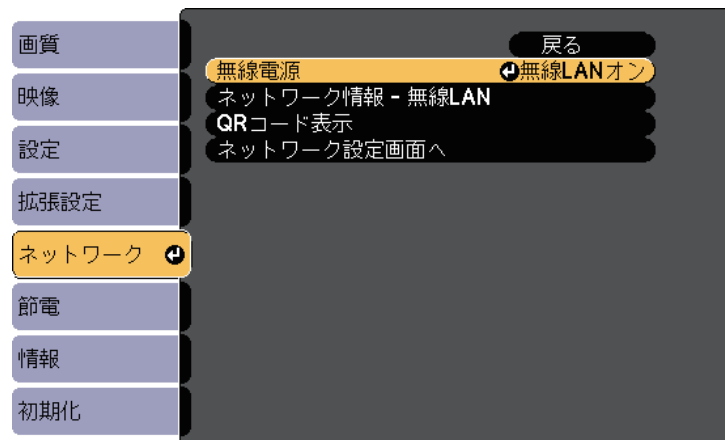 画質
映像
設定
拡張設定
ネットワーク
節電
情報
初期化
戻る
無線電源 無線LANオン
ネットワーク情報 - 無線LAN
QRコード表示
ネットワーク設定画面へ